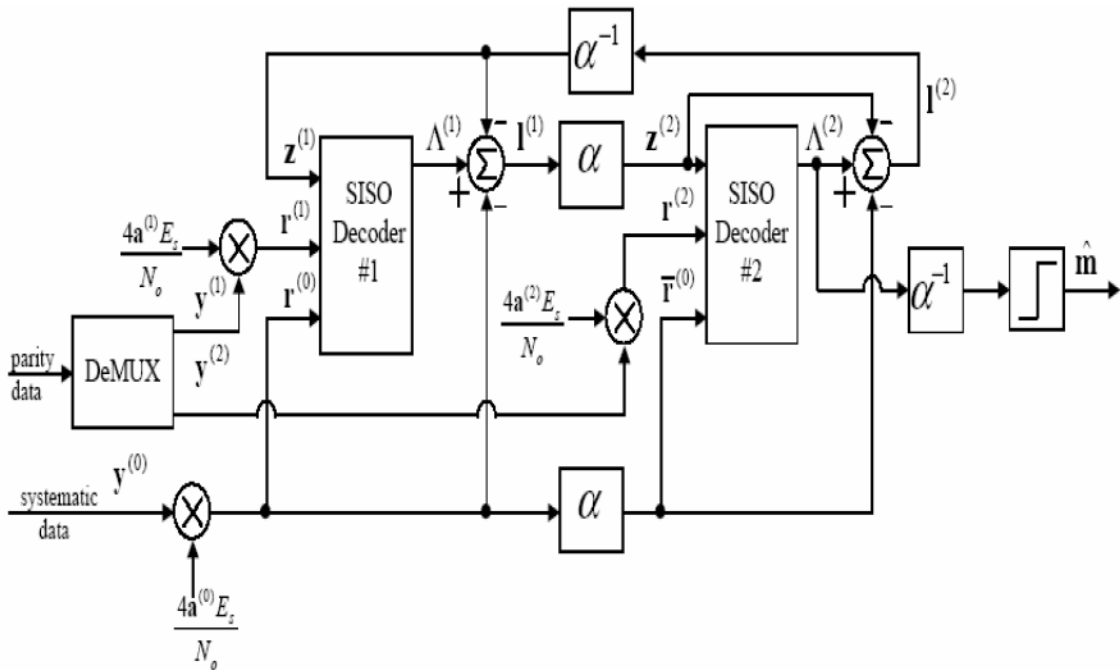 α⁻¹
l⁽²⁾
z⁽¹⁾
Λ⁽¹⁾
l⁽¹⁾
α
z⁽²⁾
Λ⁽²⁾
-
-
Σ
+
-
Σ
+
-
SISO
Decoder
#1
SISO
Decoder
#2
4a⁽¹⁾Eₛ
Nₒ
r⁽¹⁾
r⁽⁰⁾
y⁽¹⁾
y⁽²⁾
r⁽²⁾
4a⁽²⁾Eₛ
Nₒ
r̄⁽⁰⁾
α⁻¹
m̂
parity
data
DeMUX
y⁽⁰⁾
systematic
data
α
4a⁽⁰⁾Eₛ
Nₒ